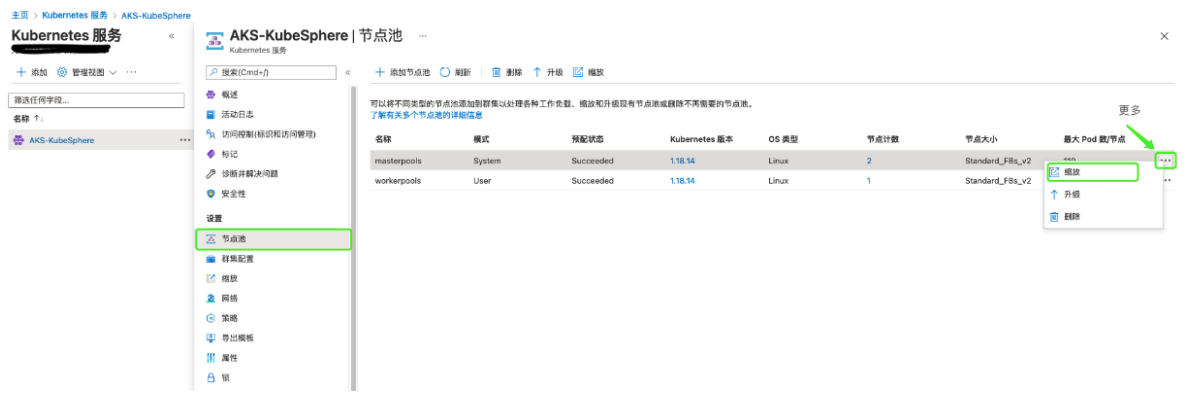 主页 > Kubernetes 服务 > AKS-KubeSphere
Kubernetes 服务 «
+ 添加 管理视图 ∨ ···
筛选任何字段...
名称 ↑↓
AKS-KubeSphere ···
AKS-KubeSphere | 节点池 ···
Kubernetes 服务
搜索(Cmd+/) «
概述
活动日志
访问控制(标识和访问管理)
标记
诊断并解决问题
安全性
设置
节点池
群集配置
缩放
网络
策略
导出模板
属性
锁
+ 添加节点池 刷新 删除 升级 缩放
可以将不同类型的节点池添加到群集以处理各种工作负载、缩放和升级现有节点池或删除不再需要的节点池。
了解有关多个节点池的详细信息
更多
名称 模式 预配状态 Kubernetes 版本 OS 类型 节点计数 节点大小 最大 Pod 数/节点
masterpools System Succeeded 1.18.14 Linux 2 Standard_F8s_v2 ···
workerpools User Succeeded 1.18.14 Linux 1 Standard_F8s_v2
缩放
升级
删除